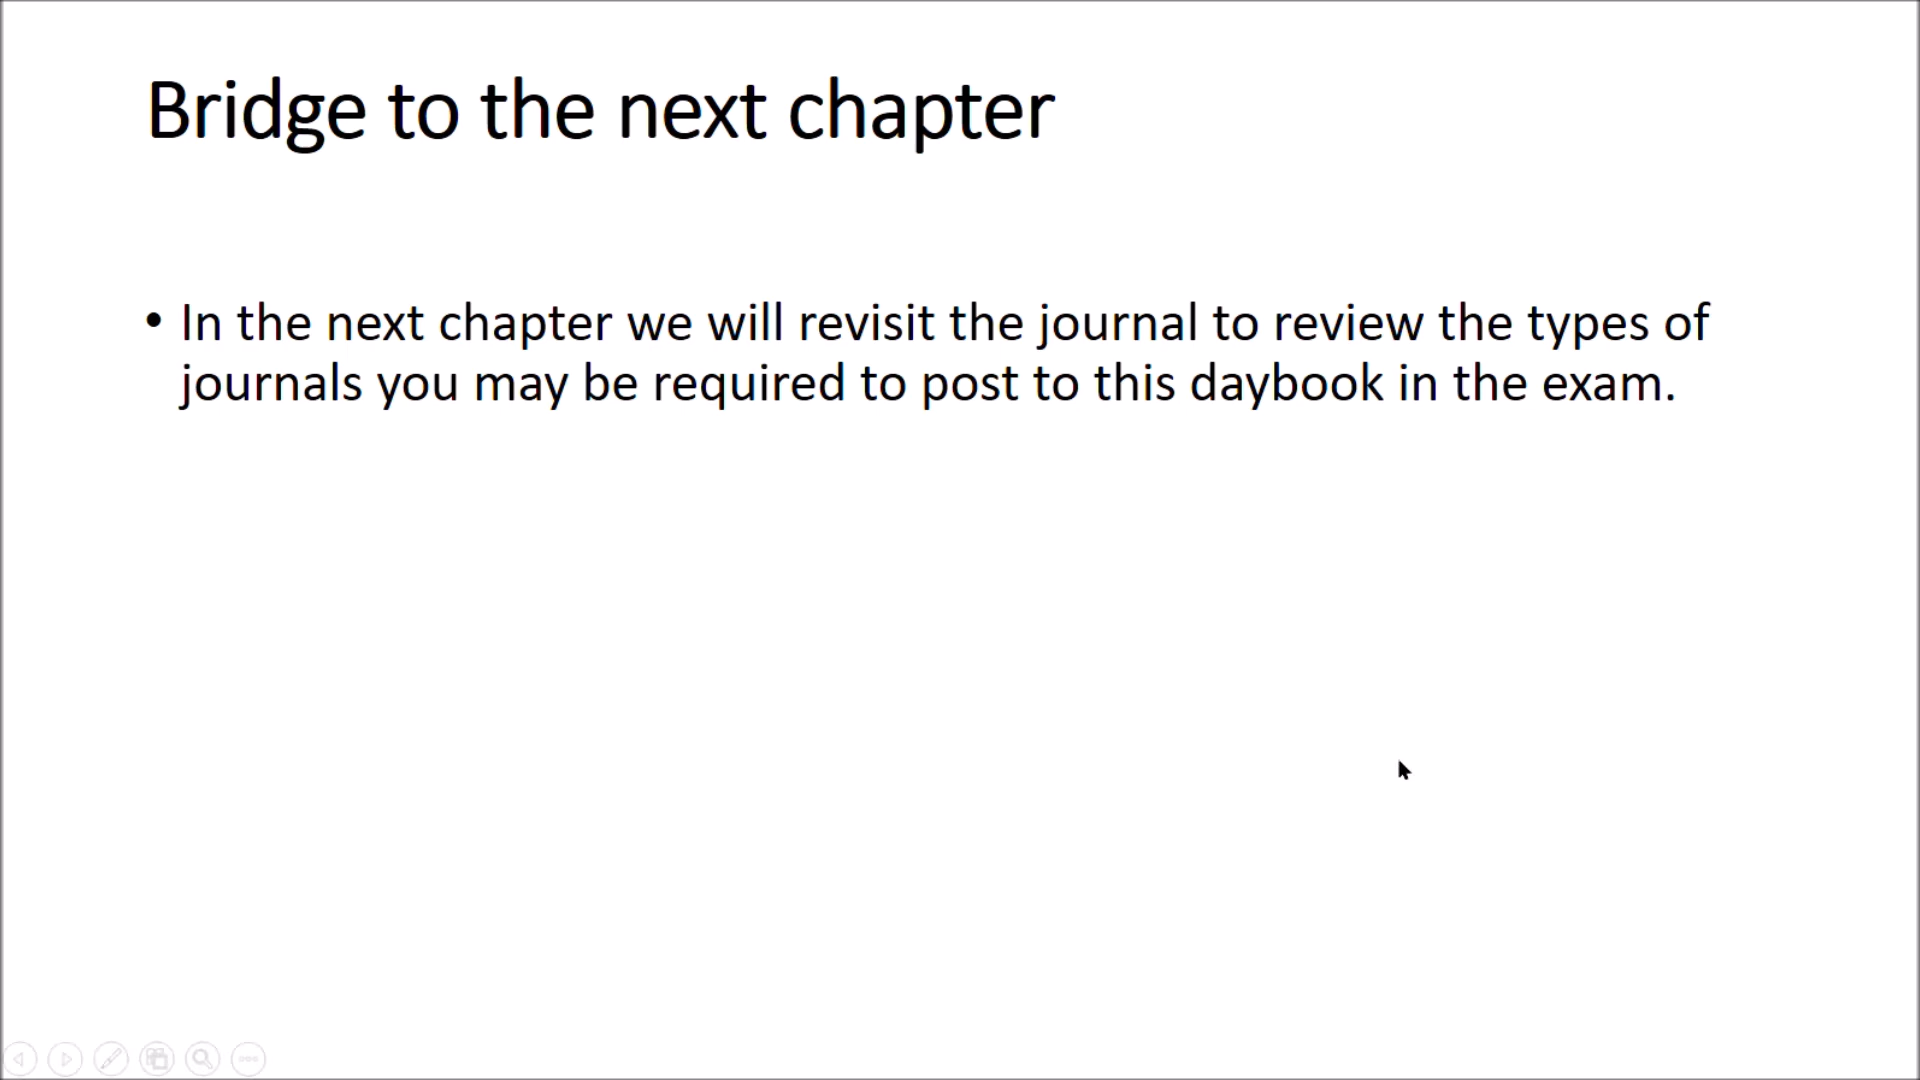 Bridge to the next chapter
• In the next chapter we will revisit the journal to review the types of
journals you may be required to post to this daybook in the exam.